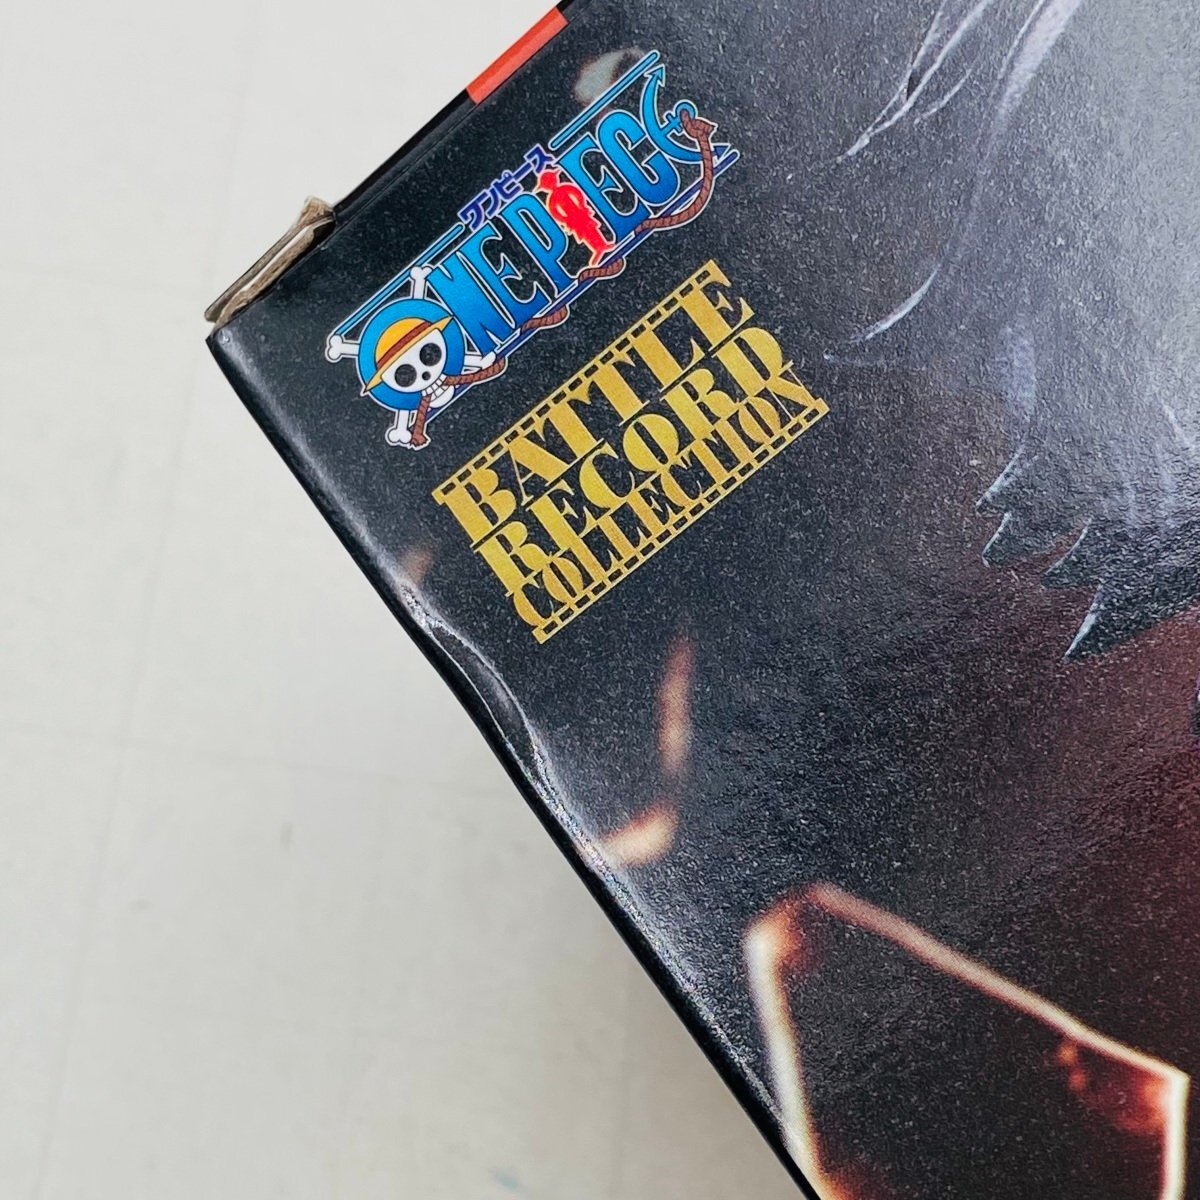 ワンピース
ONE PIECE
BATTLE
RECORD
COLLECTION